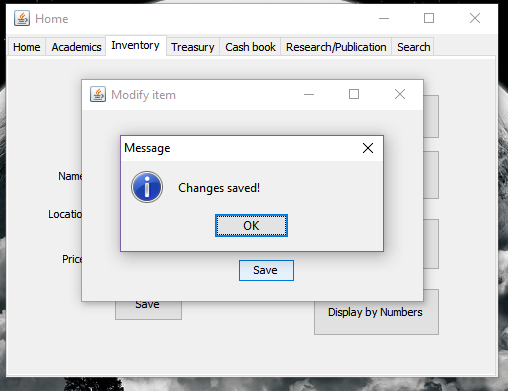 Home
Home Academics Inventory Treasury Cash book Research/Publication Search
Modify item
Message
Changes saved!
OK
Save
Name
Location
Price
Save
Display by Numbers